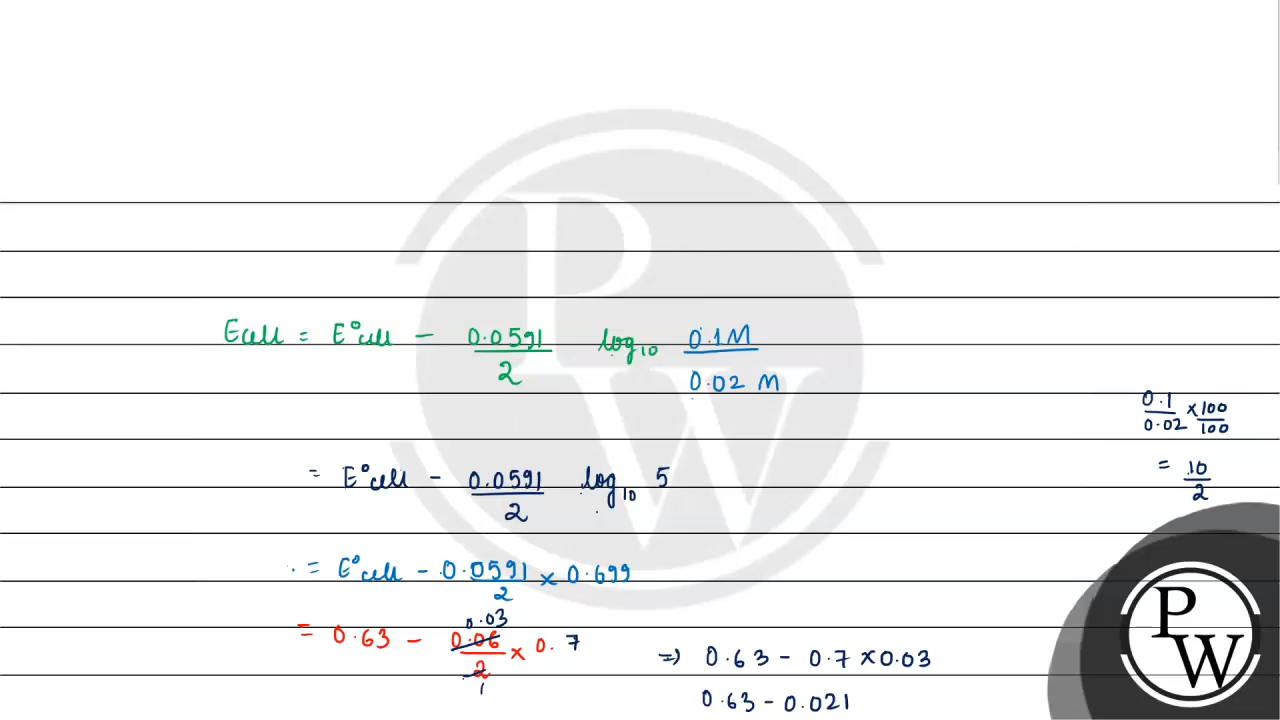 Ecell = E°cell - 0.0591/2 log10 0.1M/0.02 M
0.1/0.02 × 100/100
= 10/2
= E°cell - 0.0591/2 log10 5
= E°cell - 0.0591/2 × 0.699
= 0.63 - 0.06/2 × 0.7
0.03
1
⇒ 0.63 - 0.7 × 0.03
0.63 - 0.021
PW
PW